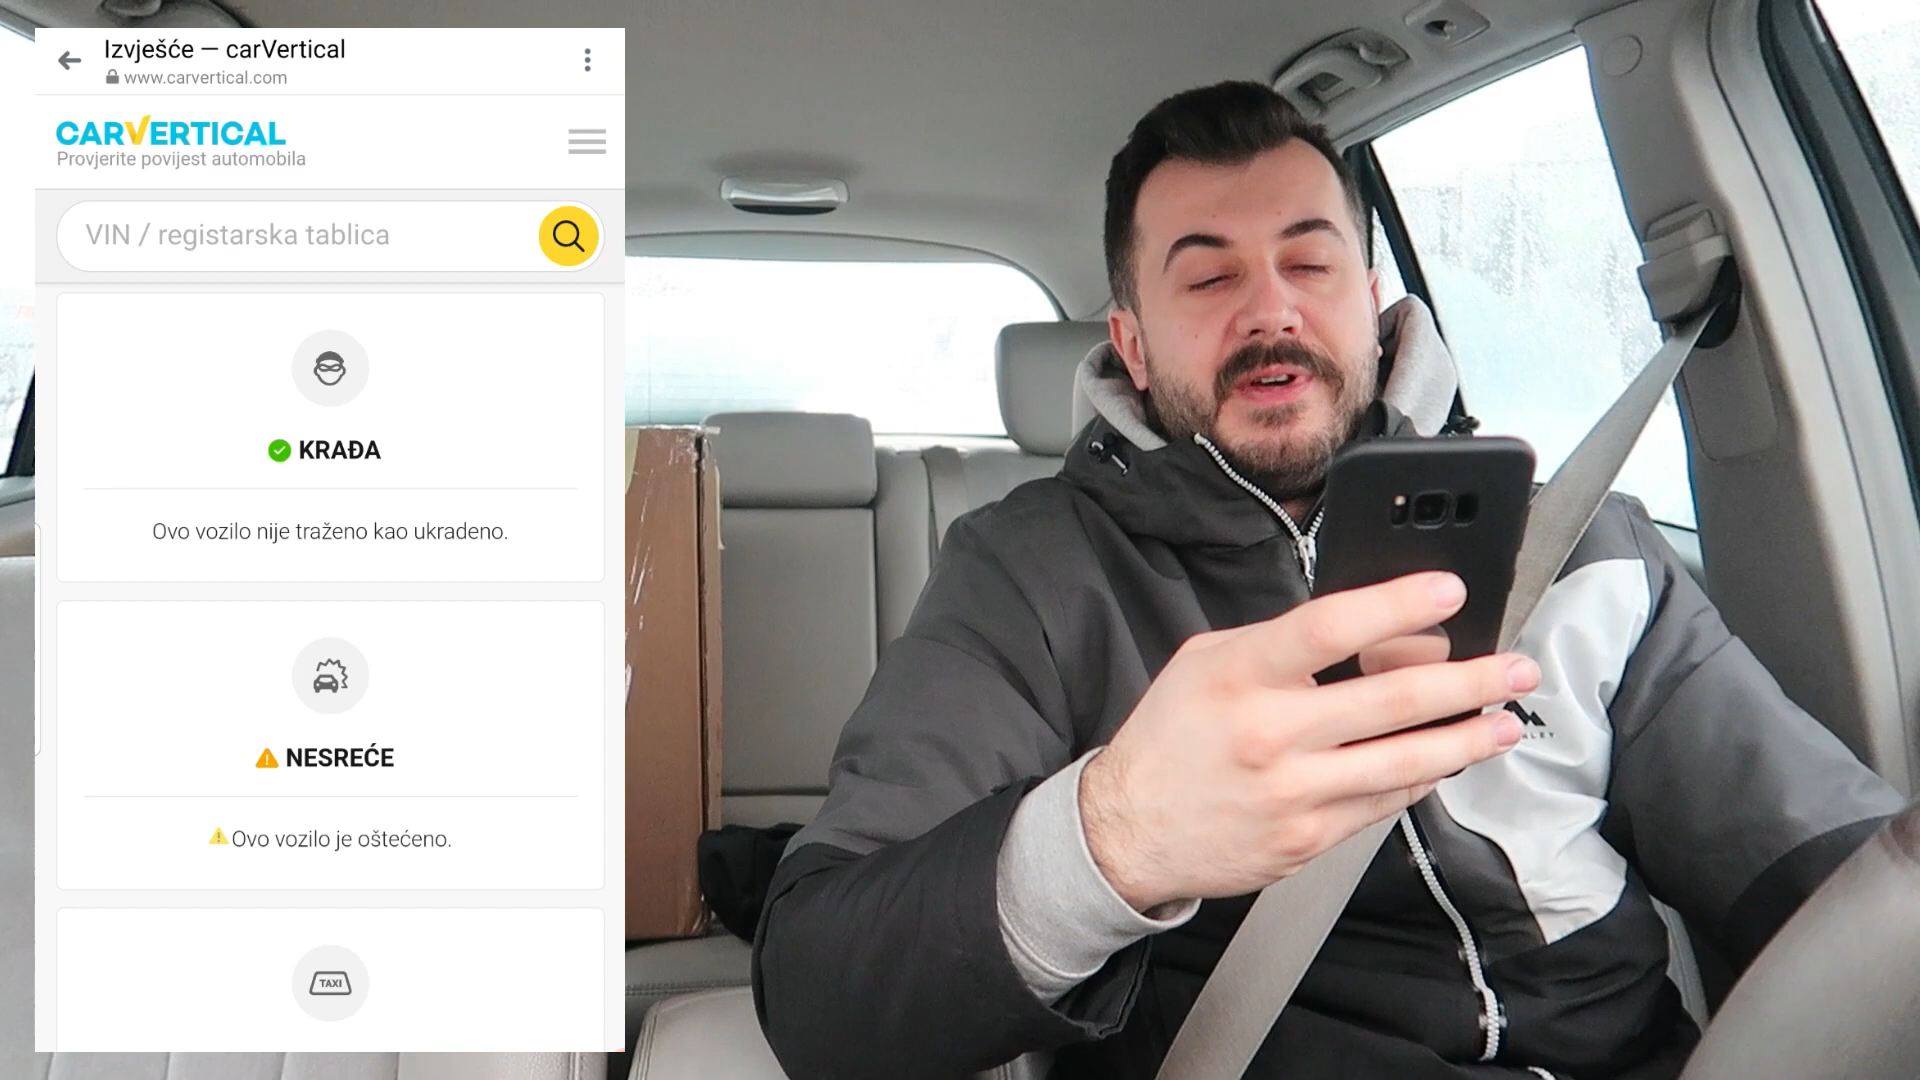 Izvješće — carVertical
www.carvertical.com
CARVERTICAL
Provjerite povijest automobila
VIN / registarska tablica
KRAĐA
Ovo vozilo nije traženo kao ukradeno.
NESREĆE
Ovo vozilo je oštećeno.
TAXI